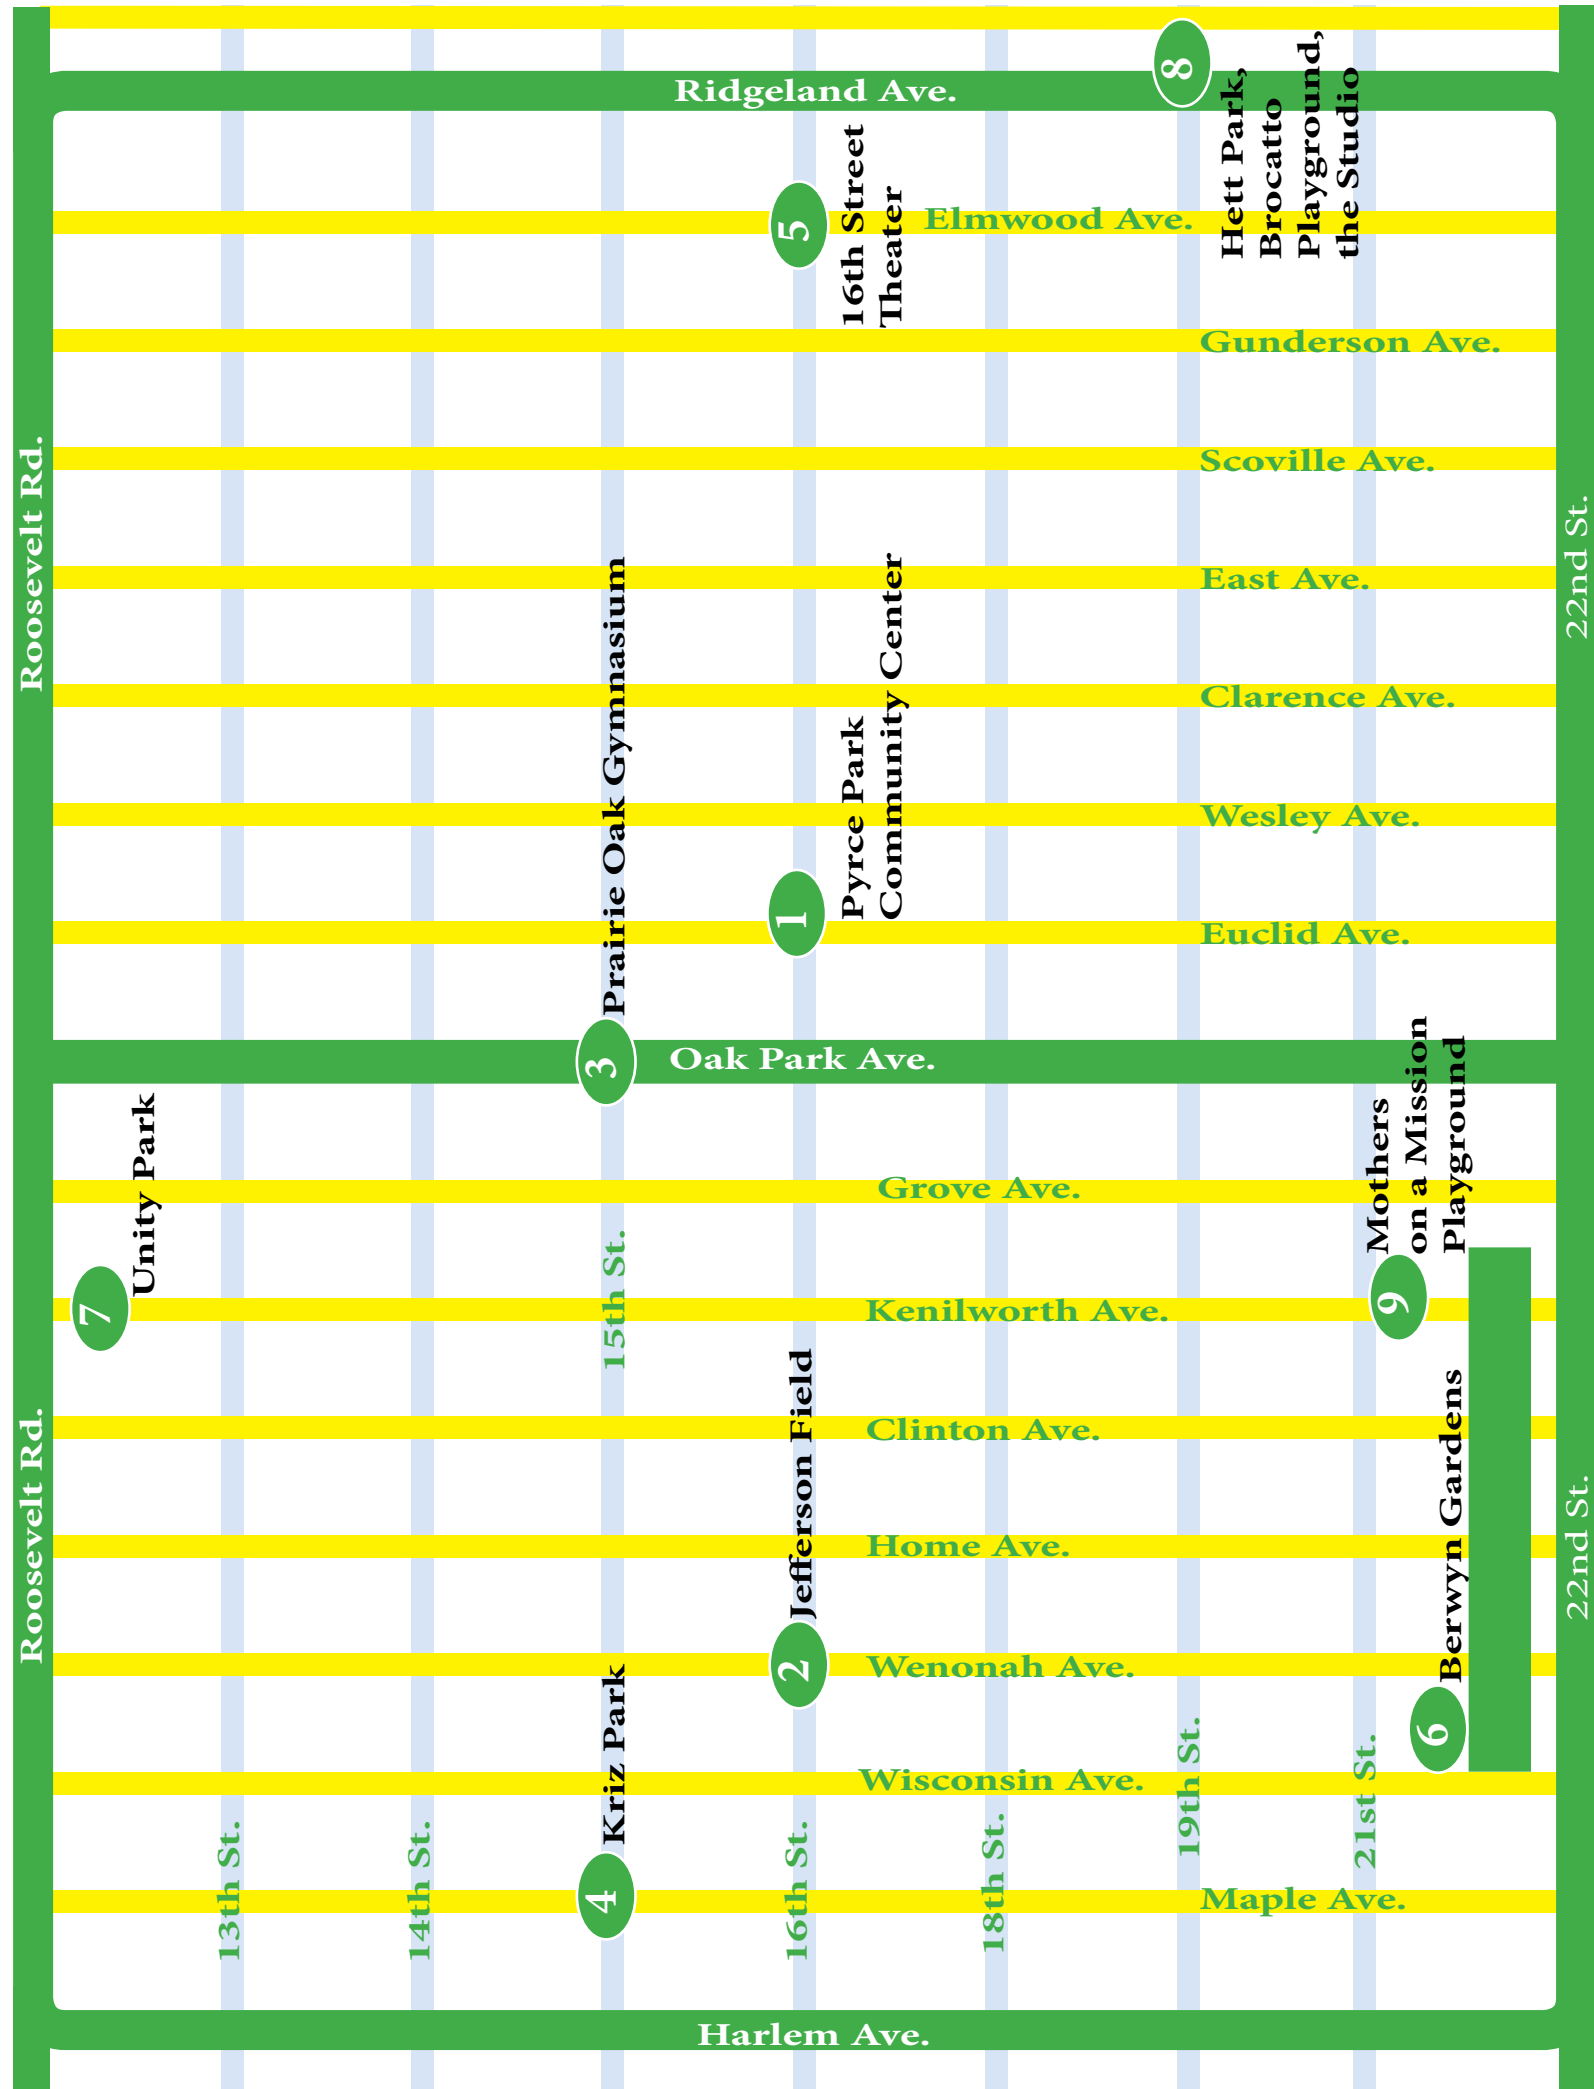 Ridgeland Ave.
8
Hett Park,
Brocatto
Playground,
the Studio
5
16th Street
Theater
Elmwood Ave.
Gunderson Ave.
Roosevelt Rd.
Scoville Ave.
22nd St.
East Ave.
Clarence Ave.
Wesley Ave.
1
Pyrce Park
Community Center
Euclid Ave.
3
Prairie Oak Gymnasium
Oak Park Ave.
7
Unity Park
Grove Ave.
15th St.
Kenilworth Ave.
9
Mothers
on a Mission
Playground
Clinton Ave.
Roosevelt Rd.
Home Ave.
22nd St.
2
Jefferson Field
Wenonah Ave.
6
Berwyn Gardens
Wisconsin Ave.
4
Kriz Park
13th St.
14th St.
16th St.
18th St.
19th St.
21st St.
Maple Ave.
Harlem Ave.